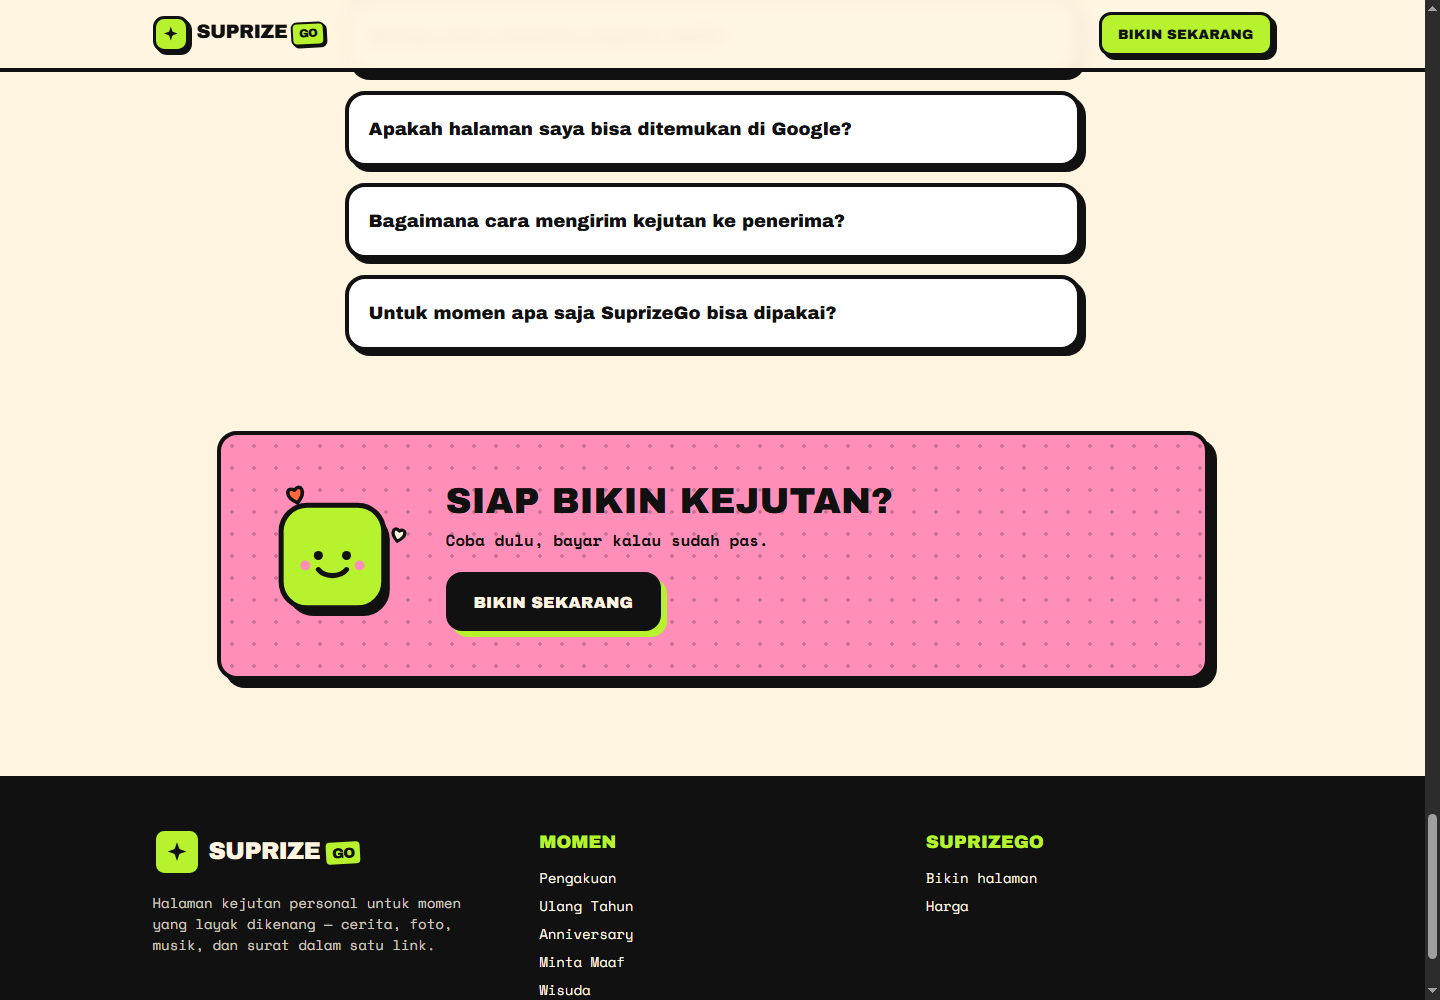 SUPRIZE GO
BIKIN SEKARANG
Apakah halaman saya bisa ditemukan di Google?
Bagaimana cara mengirim kejutan ke penerima?
Untuk momen apa saja SuprizeGo bisa dipakai?
SIAP BIKIN KEJUTAN?
Coba dulu, bayar kalau sudah pas.
BIKIN SEKARANG
SUPRIZE GO
Halaman kejutan personal untuk momen
yang layak dikenang — cerita, foto,
musik, dan surat dalam satu link.
MOMEN
Pengakuan
Ulang Tahun
Anniversary
Minta Maaf
Wisuda
SUPRIZEGO
Bikin halaman
Harga